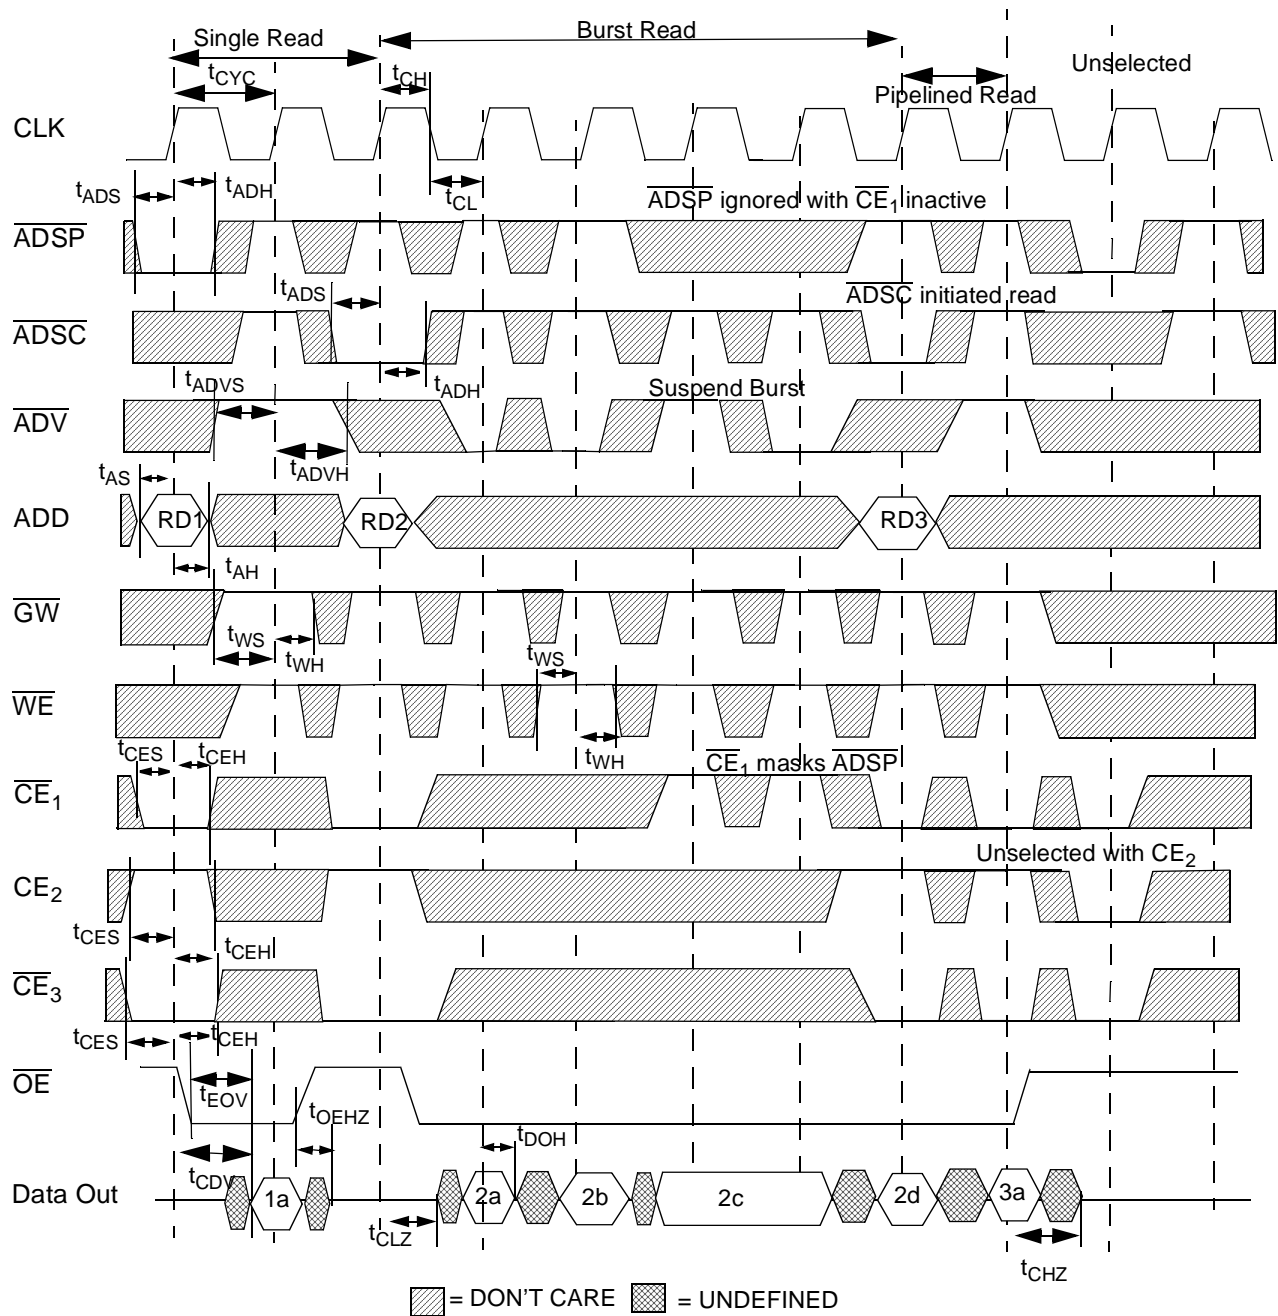 Single Read
Burst Read
Unselected
tCYC
tCH
Pipelined Read
CLK
tADS
tADH
tCL
ADSP ignored with CE1 inactive
ADSP
tADS
ADSC initiated read
ADSC
tADVS
tADH
Suspend Burst
ADV
tAS
tADVH
ADD
RD1
RD2
RD3
tAH
GW
tWS
tWH
tWS
WE
tCES
tCEH
tWH
CE1 masks ADSP
CE1
Unselected with CE2
CE2
tCES
tCEH
CE3
tCES
tCEH
OE
tEOV
tOEHZ
tDOH
tCDV
Data Out
1a
2a
2b
2c
2d
3a
tCLZ
tCHZ
= DON'T CARE
= UNDEFINED